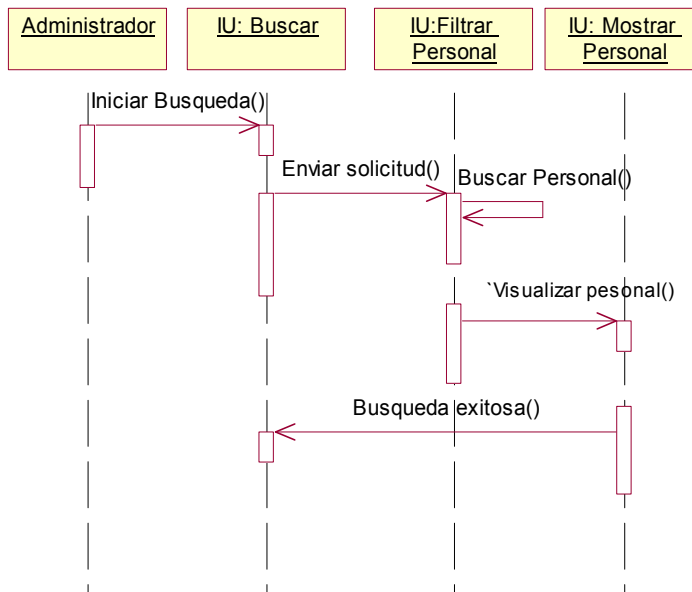 Administrador
IU: Buscar
IU:Filtrar
Personal
IU: Mostrar
Personal
Iniciar Busqueda()
Enviar solicitud()
Buscar Personal()
`Visualizar pesonal()
Busqueda exitosa()